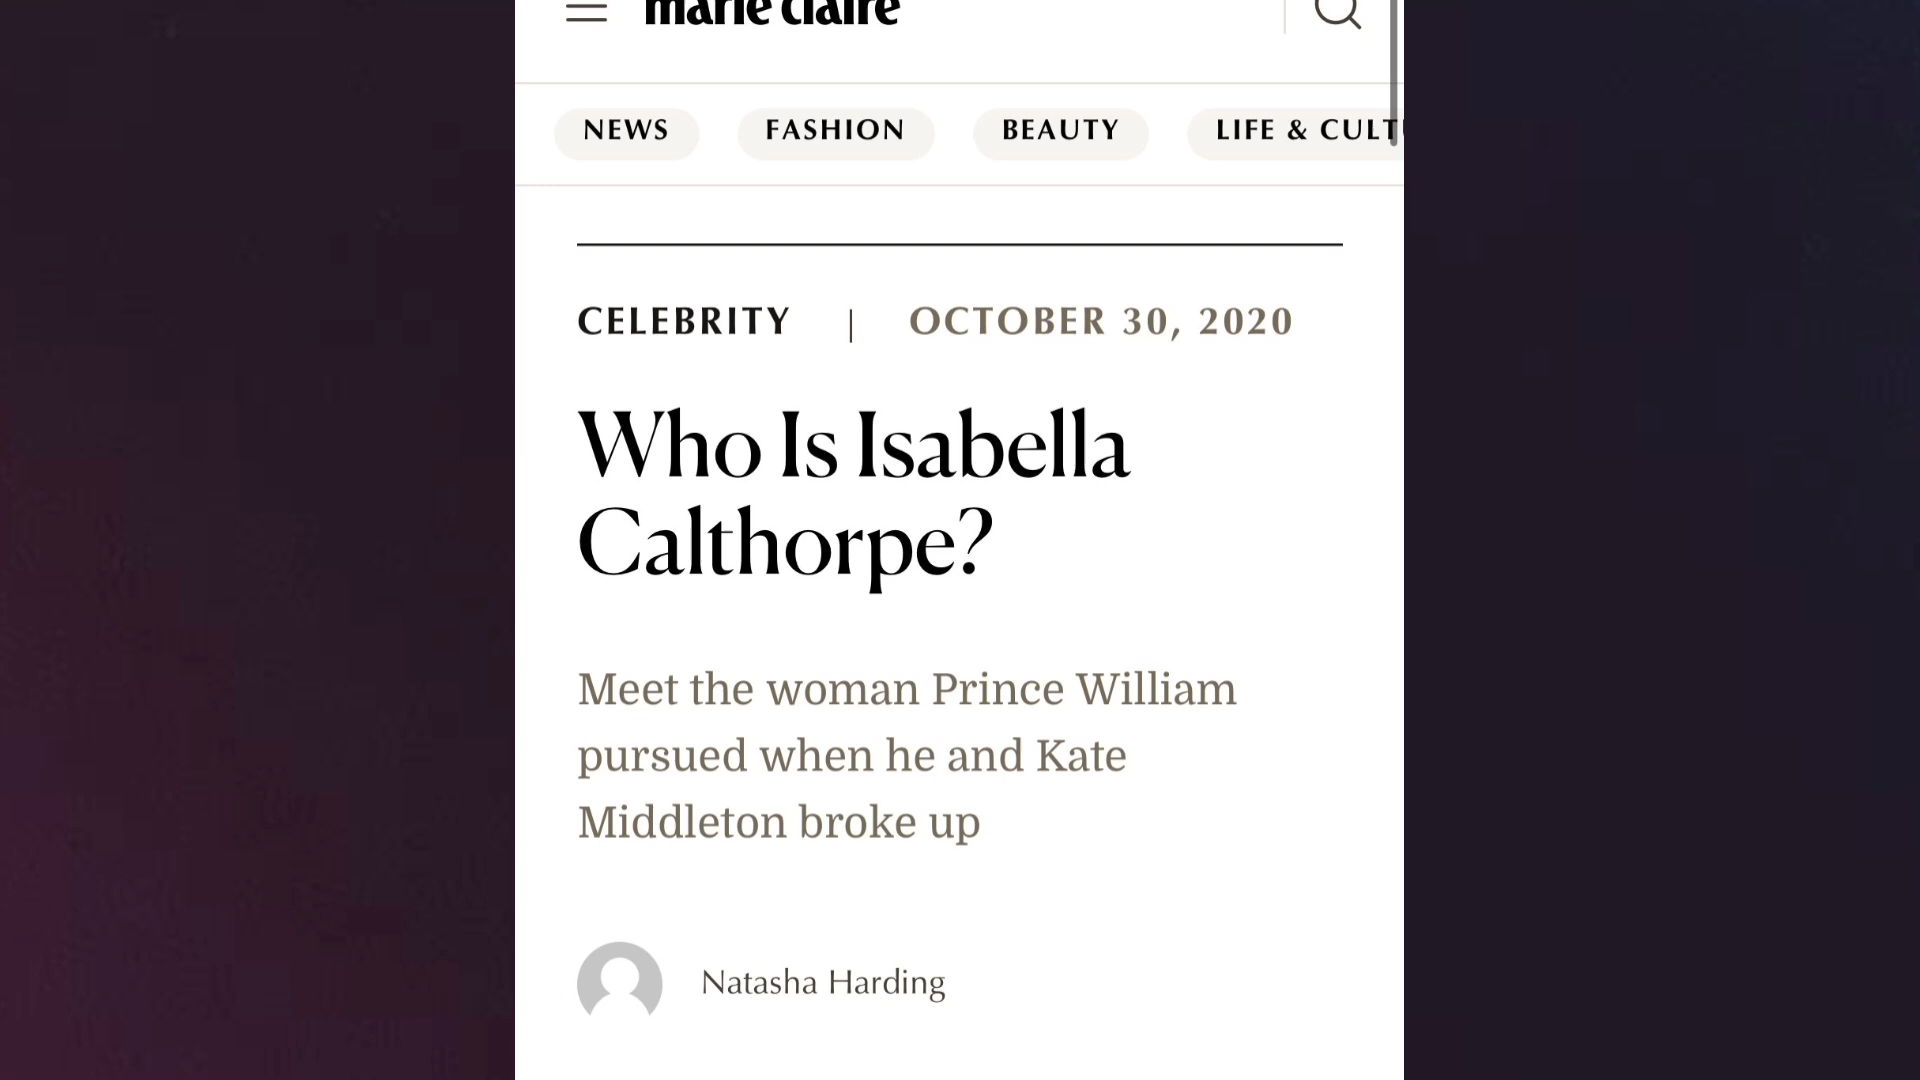 marie claire
NEWS FASHION BEAUTY LIFE & CULT
CELEBRITY | OCTOBER 30, 2020
Who Is Isabella
Calthorpe?
Meet the woman Prince William
pursued when he and Kate
Middleton broke up
Natasha Harding